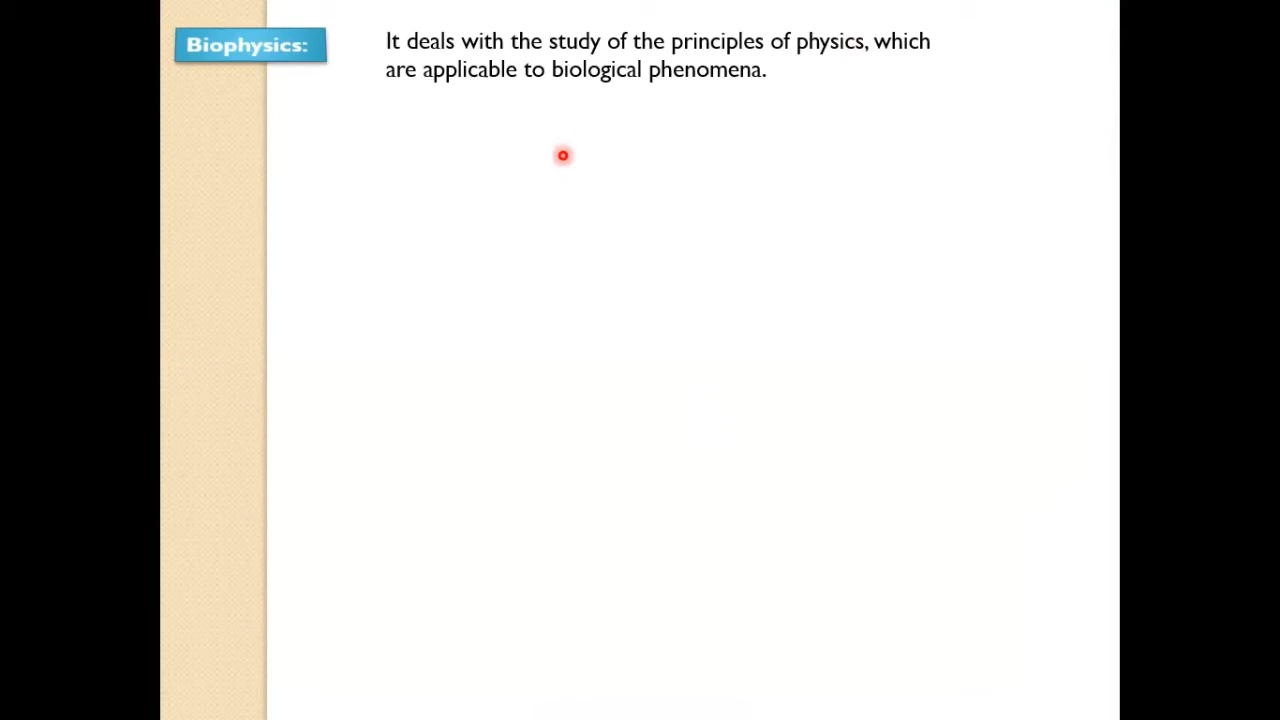 Biophysics:
It deals with the study of the principles of physics, which
are applicable to biological phenomena.